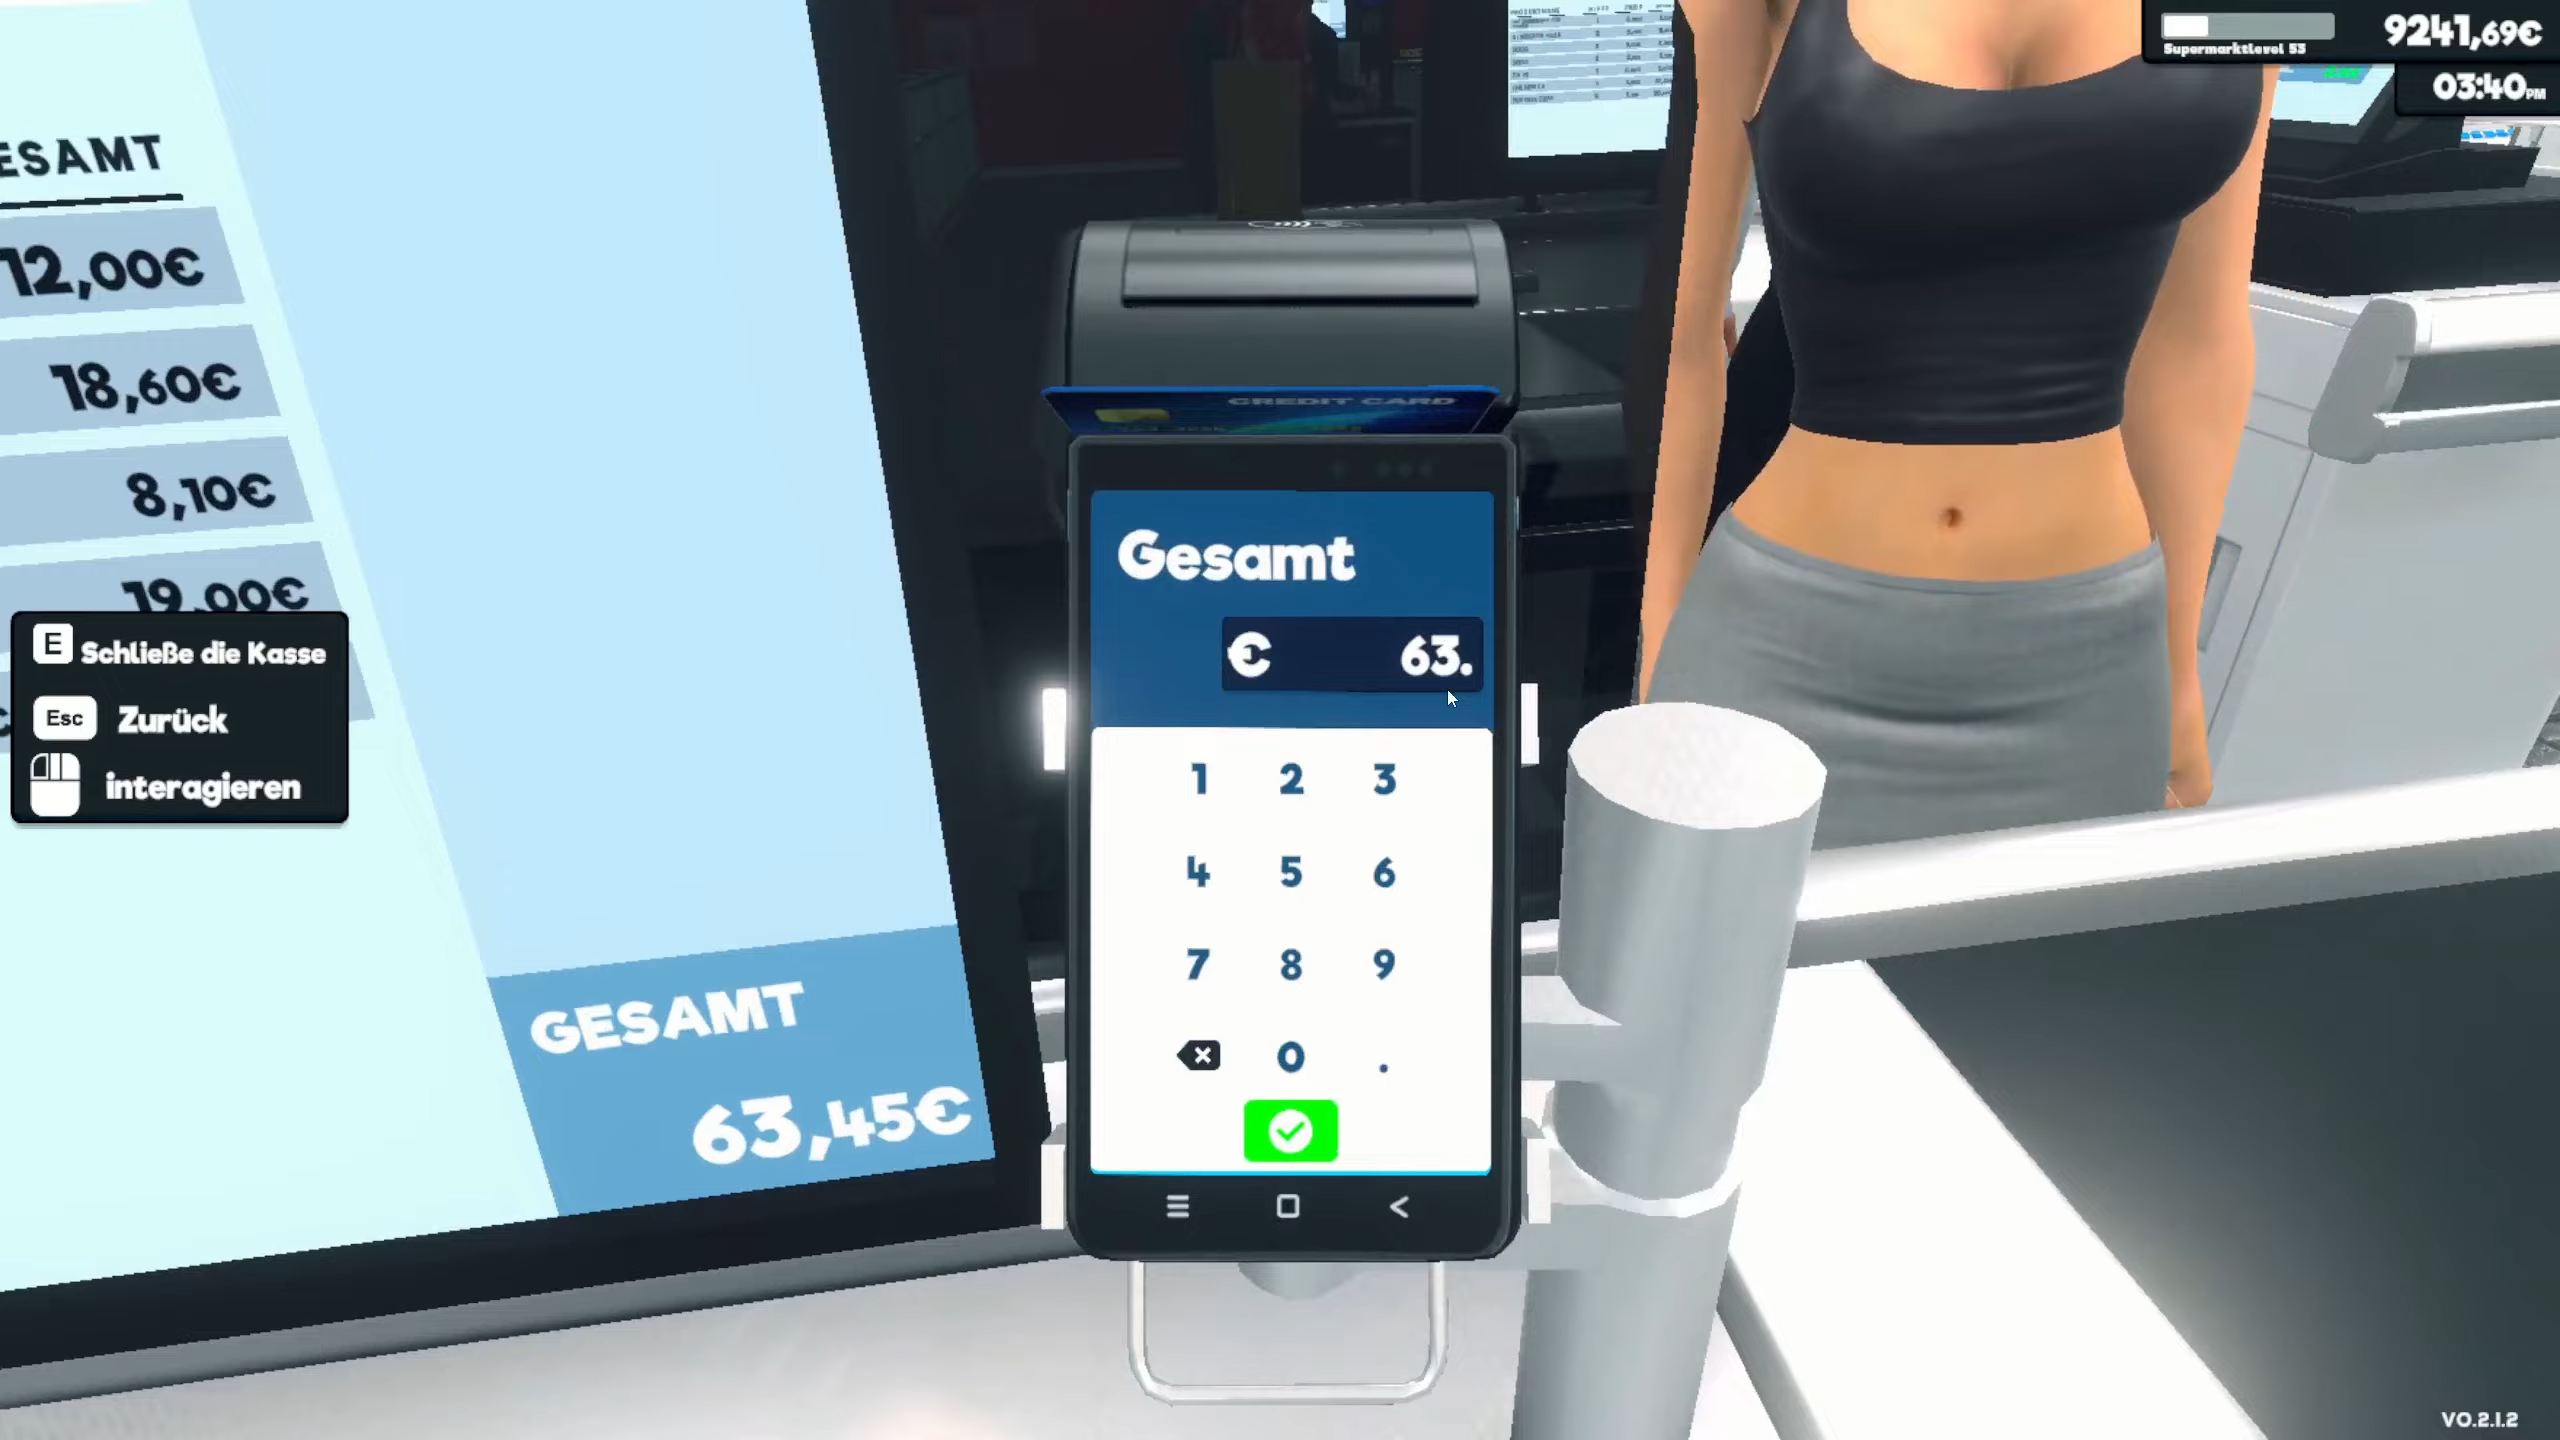 Supermarktlevel 53
9241,69€
03:40PM
ESAMT
12,00€
18,60€
8,10€
19,00€
E Schließe die Kasse
Esc Zurück
interagieren
GESAMT
63,45€
CREDIT CARD
Gesamt
€ 63.
1 2 3
4 5 6
7 8 9
0 .
V0.2.1.2